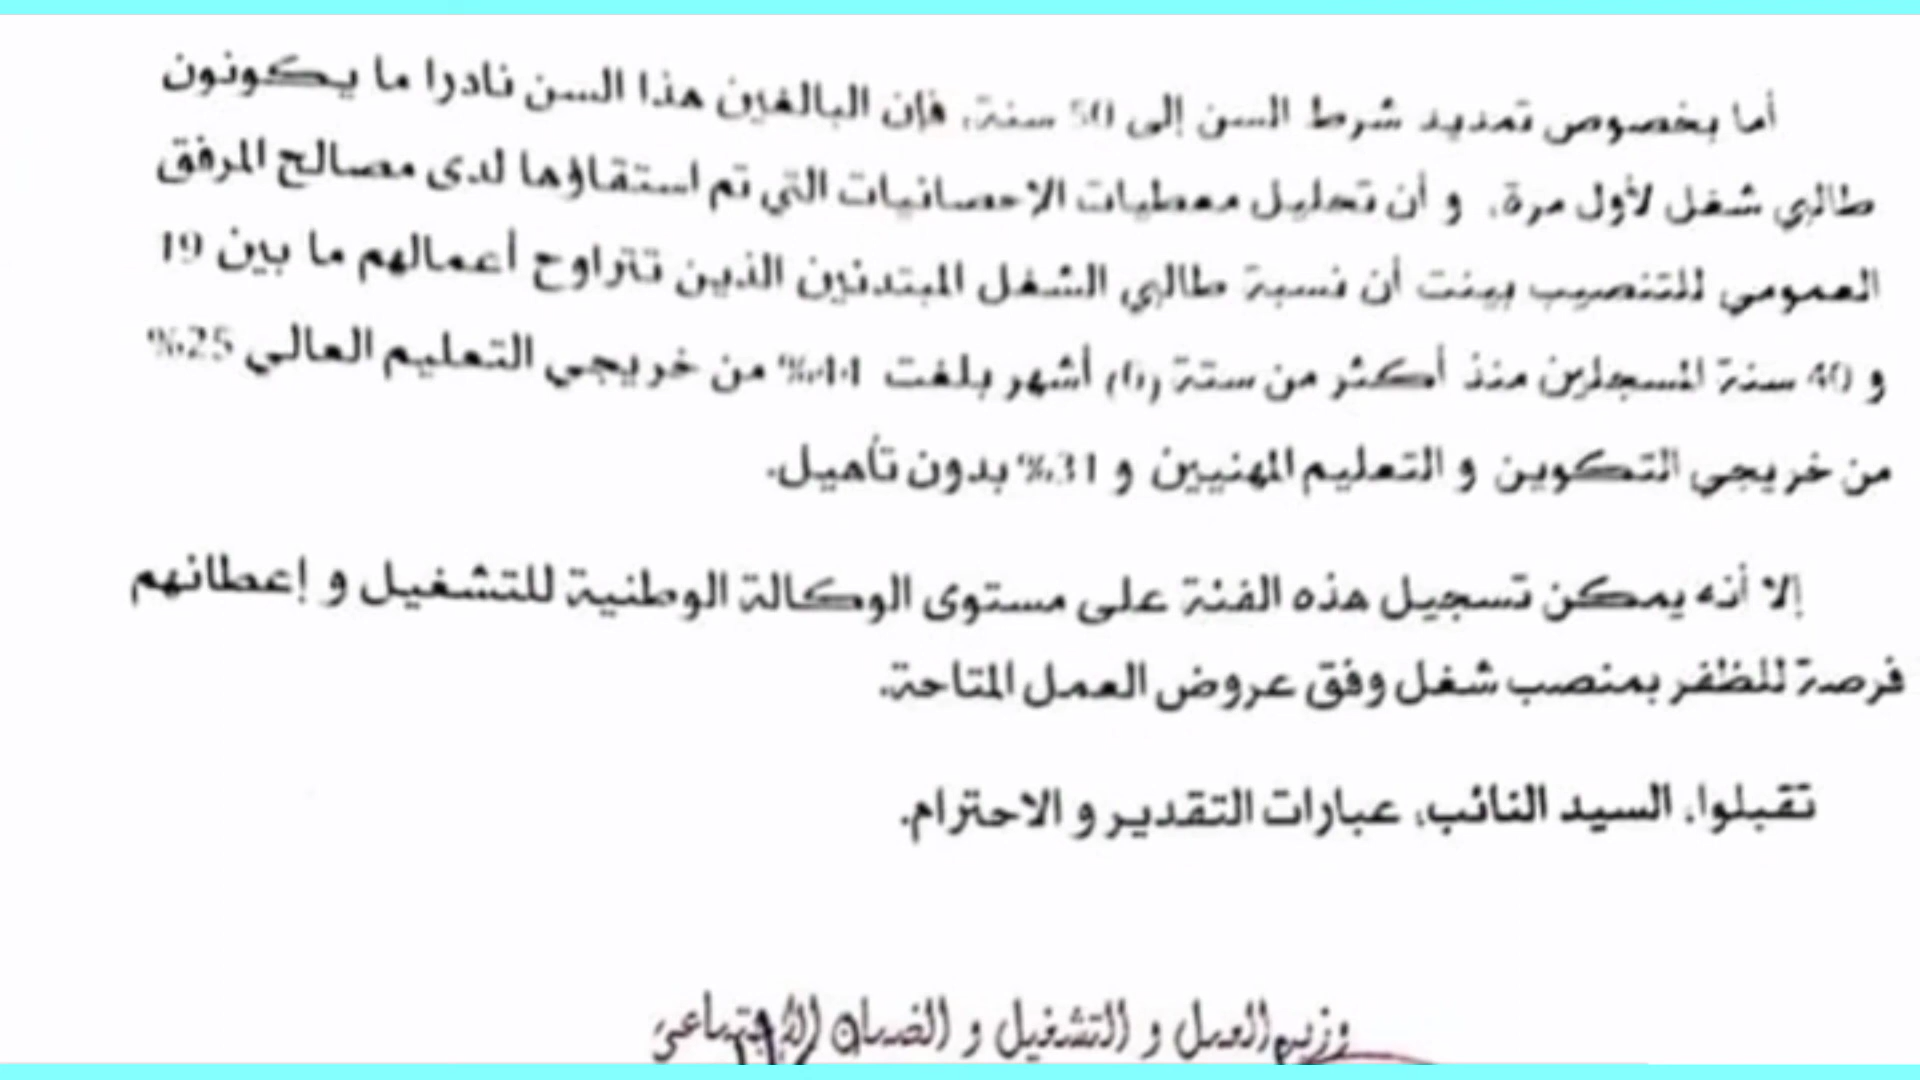 أما بخصوص تمديد شرط السن إلى 50 سنة، فإن البالغين هذا السن نادرا ما يكونون
طالبي شغل لأول مرة، و أن تحليل معطيات الاحصائيات التي تم استقاؤها لدى مصالح المرفق
العمومي للتنصيب بينت أن نسبة طالبي الشغل المبتدئين الذين تتراوح أعمالهم ما بين 19
و 40 سنة المسجلين منذ أكثر من ستة (6) أشهر بلغت 44% من خريجي التعليم العالي 25%
من خريجي التكوين و التعليم المهنيين و 31% بدون تأهيل.
إلا أنه يمكن تسجيل هذه الفئة على مستوى الوكالة الوطنية للتشغيل و إعطائهم
فرصة للظفر بمنصب شغل وفق عروض العمل المتاحة.
تقبلوا، السيد النائب، عبارات التقدير و الاحترام.
وزير العمل و التشغيل و الضمان الاجتماعي